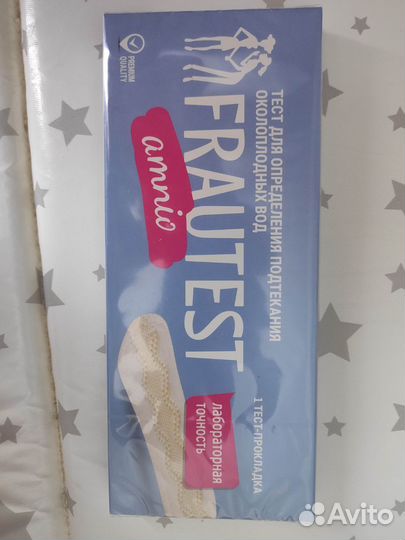 PREMIUM
QUALITY
ТЕСТ ДЛЯ ОПРЕДЕЛЕНИЯ ПОДТЕКАНИЯ
ОКОЛОПЛОДНЫХ ВОД
FRAUTEST
amnio
лабораторная
точность
1 ТЕСТ-ПРОКЛАДКА
Avito